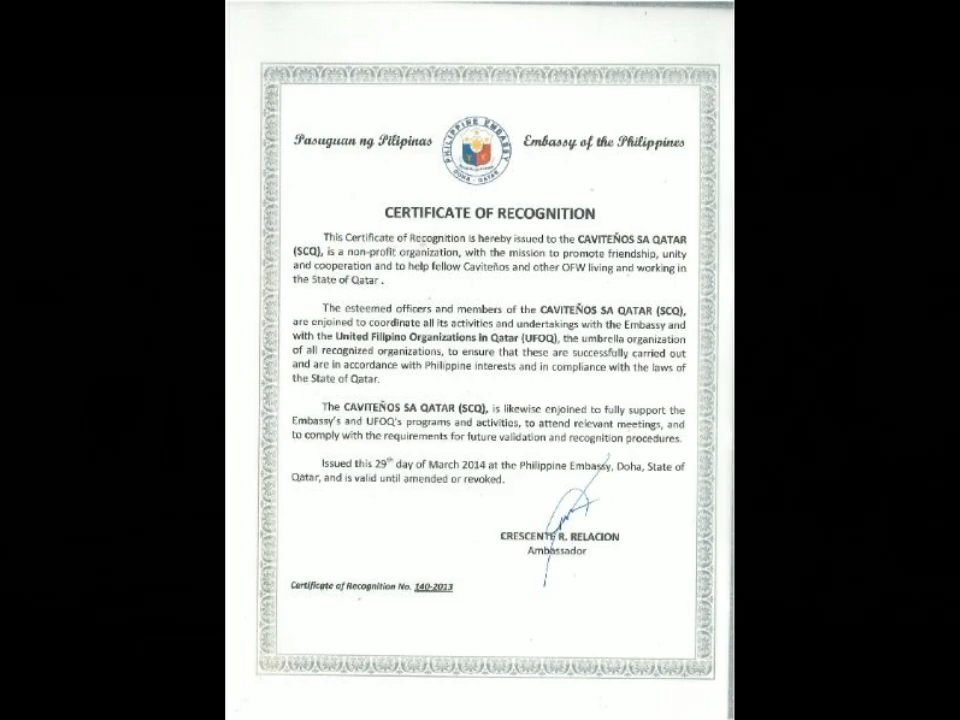 Pasuguan ng Pilipinas
PHILIPPINE EMBASSY
DOHA - QATAR
Embassy of the Philippines
CERTIFICATE OF RECOGNITION
This Certificate of Recognition is hereby issued to the CAVITEÑOS SA QATAR
(SCQ), is a non-profit organization, with the mission to promote friendship, unity
and cooperation and to help fellow Caviteños and other OFW living and working in
the State of Qatar .
The esteemed officers and members of the CAVITEÑOS SA QATAR (SCQ),
are enjoined to coordinate all its activities and undertakings with the Embassy and
with the United Filipino Organizations in Qatar (UFOQ), the umbrella organization
of all recognized organizations, to ensure that these are successfully carried out
and are in accordance with Philippine interests and in compliance with the laws of
the State of Qatar.
The CAVITEÑOS SA QATAR (SCQ), is likewise enjoined to fully support the
Embassy's and UFOQ's programs and activities, to attend relevant meetings, and
to comply with the requirements for future validation and recognition procedures.
Issued this 29th day of March 2014 at the Philippine Embassy, Doha, State of
Qatar, and is valid until amended or revoked.
CRESCENTE R. RELACION
Ambassador
Certificate of Recognition No. 140-2013